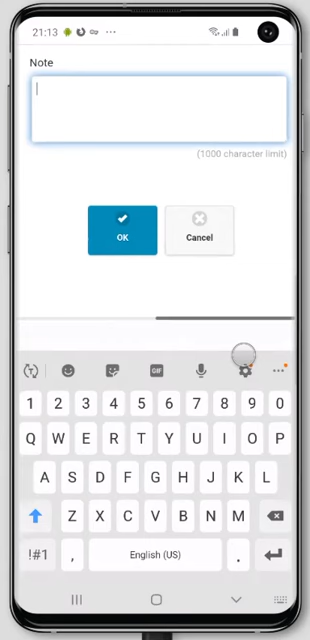 21:13
Note
(1000 character limit)
OK Cancel
GIF
1 2 3 4 5 6 7 8 9 0
Q W E R T Y U I O P
A S D F G H J K L
Z X C V B N M
!#1 , English (US) .